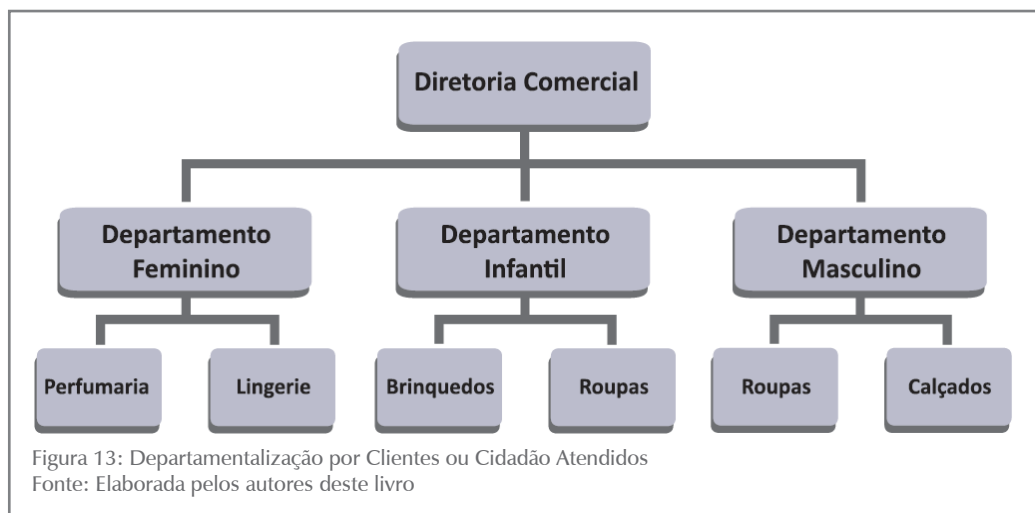 Diretoria Comercial
Departamento
Feminino
Departamento
Infantil
Departamento
Masculino
Perfumaria
Lingerie
Brinquedos
Roupas
Roupas
Calçados
Figura 13: Departamentalização por Clientes ou Cidadão Atendidos
Fonte: Elaborada pelos autores deste livro